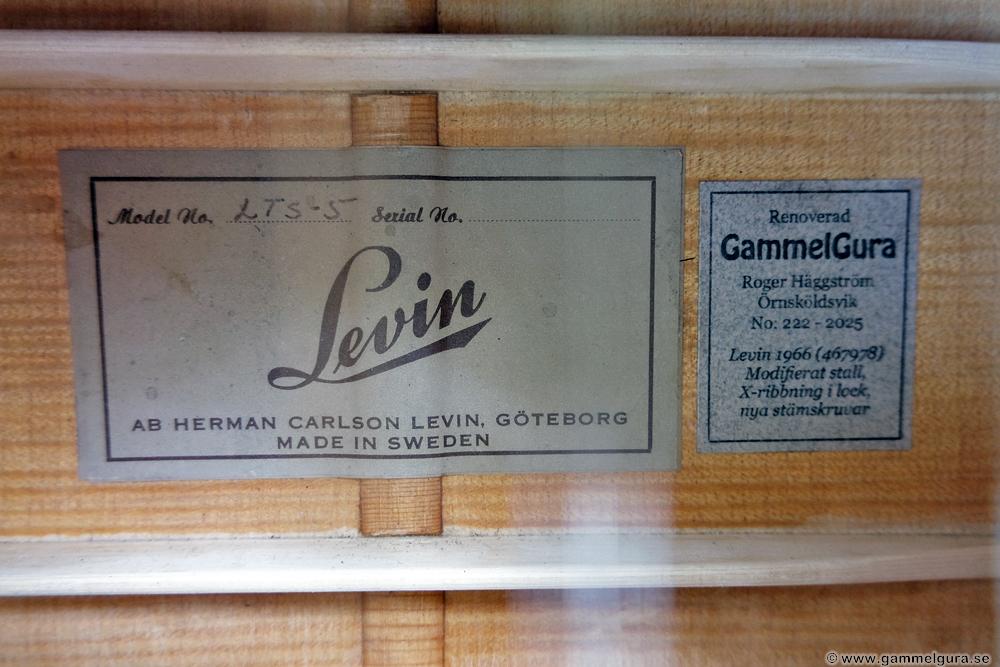 Model No. LTS-5 Serial No.
Levin
AB HERMAN CARLSON LEVIN, GÖTEBORG
MADE IN SWEDEN
Renoverad
GammelGura
Roger Häggström
Örnsköldsvik
No: 222 - 2025
Levin 1966 (467978)
Modifierat stall,
X-ribbning i lock,
nya stämskruvar
© www.gammelgura.se